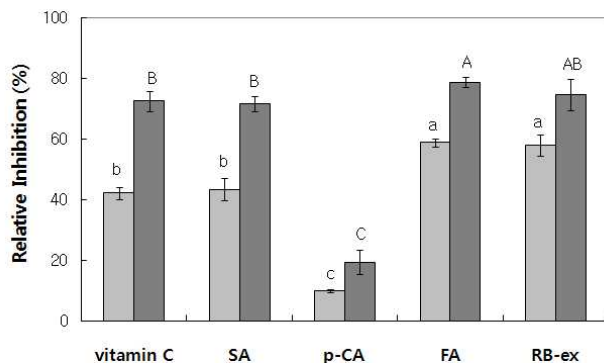 100
80
60
40
20
0
Relative Inhibition (%)
b
B
b
B
c
C
a
A
a
AB
vitamin C
SA
p-CA
FA
RB-ex